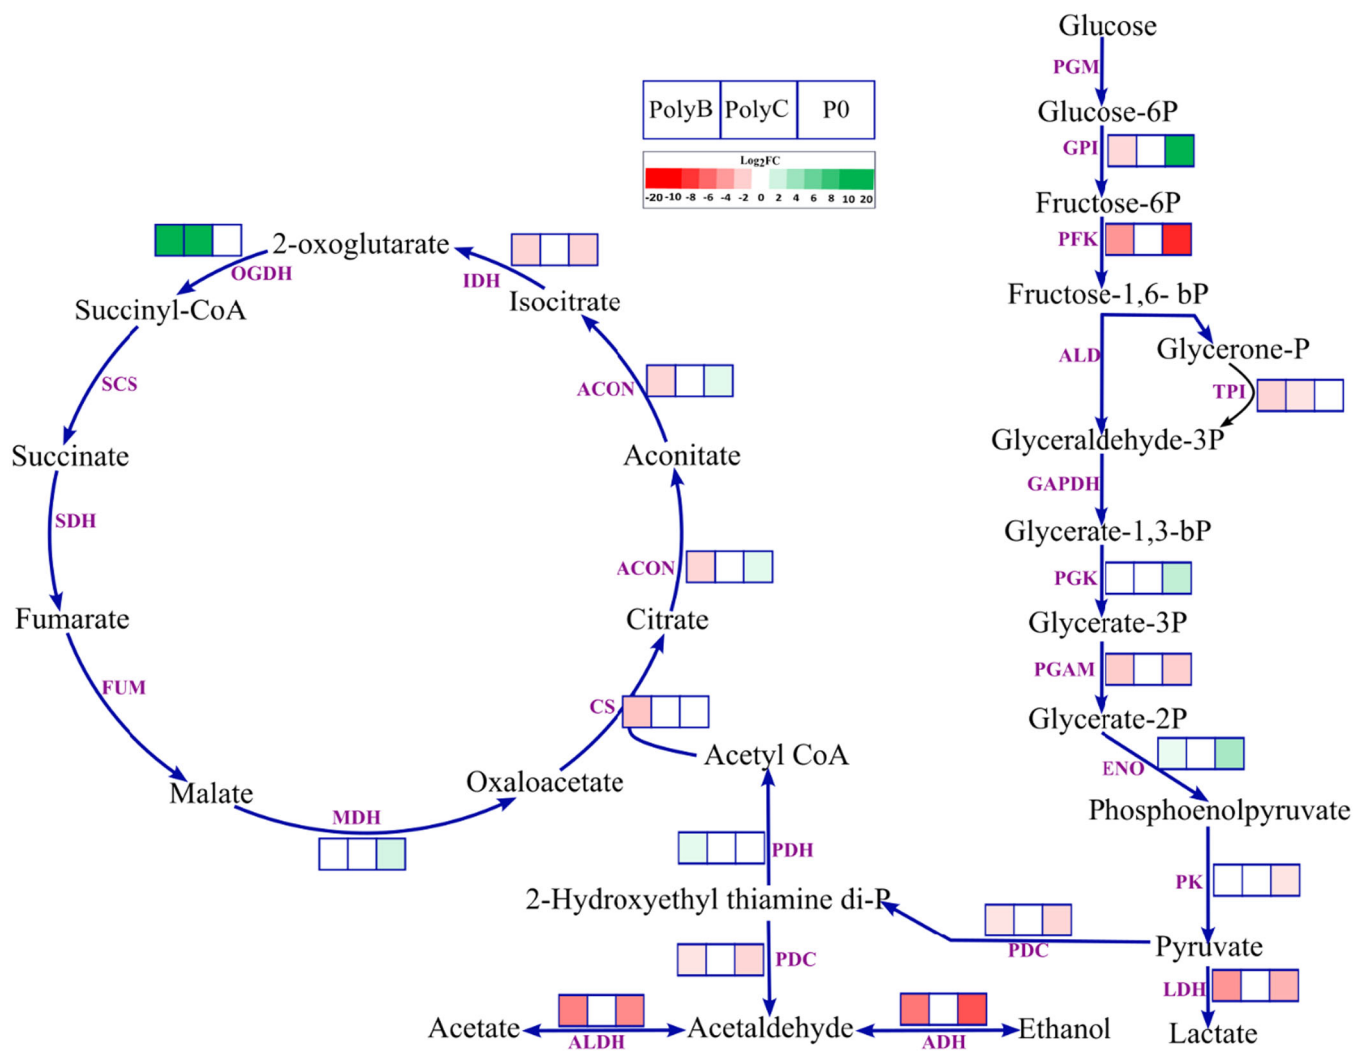 Glucose
PGM
Glucose-6P
GPI
Fructose-6P
PFK
Fructose-1,6- bP
ALD
Glycerone-P
TPI
Glyceraldehyde-3P
GAPDH
Glycerate-1,3-bP
PGK
Glycerate-3P
PGAM
Glycerate-2P
ENO
Phosphoenolpyruvate
PK
Pyruvate
LDH
Lactate
PolyB PolyC P0
Log2FC
-20 -10 -8 -6 -4 -2 0 2 4 6 8 10 20
2-oxoglutarate
OGDH
IDH
Isocitrate
Succinyl-CoA
SCS
ACON
Succinate
Aconitate
SDH
ACON
Fumarate
Citrate
FUM
CS
Acetyl CoA
Malate
MDH
Oxaloacetate
PDH
2-Hydroxyethyl thiamine di-P
PDC
PDC
Acetate
ALDH
Acetaldehyde
ADH
Ethanol